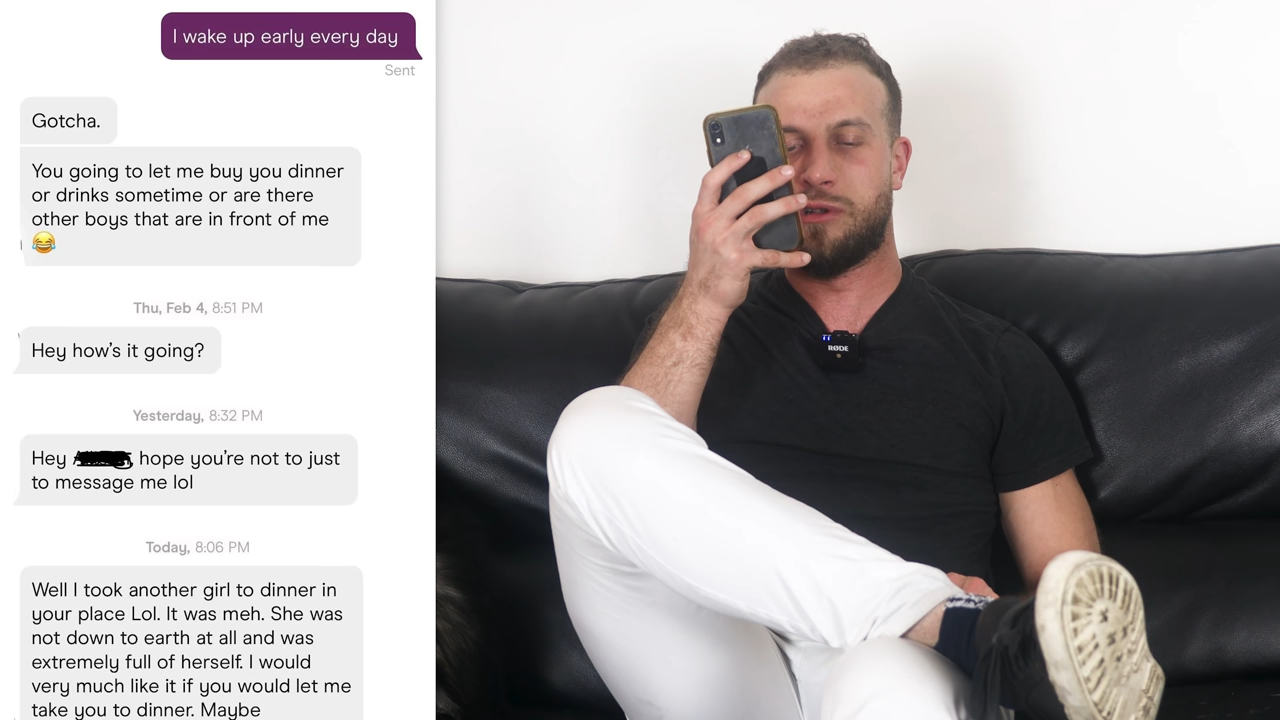 I wake up early every day
Sent
Gotcha.
You going to let me buy you dinner
or drinks sometime or are there
other boys that are in front of me
😂
Thu, Feb 4, 8:51 PM
Hey how's it going?
Yesterday, 8:32 PM
Hey , hope you're not to just
to message me lol
Today, 8:06 PM
Well I took another girl to dinner in
your place Lol. It was meh. She was
not down to earth at all and was
extremely full of herself. I would
very much like it if you would let me
take you to dinner. Maybe
RØDE